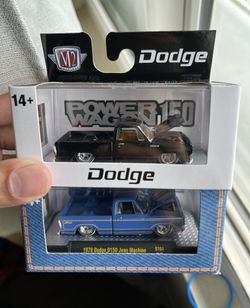 M2
Dodge
14+
POWER
WAGON 150
Dodge
1978 Dodge D150 Jean Machine